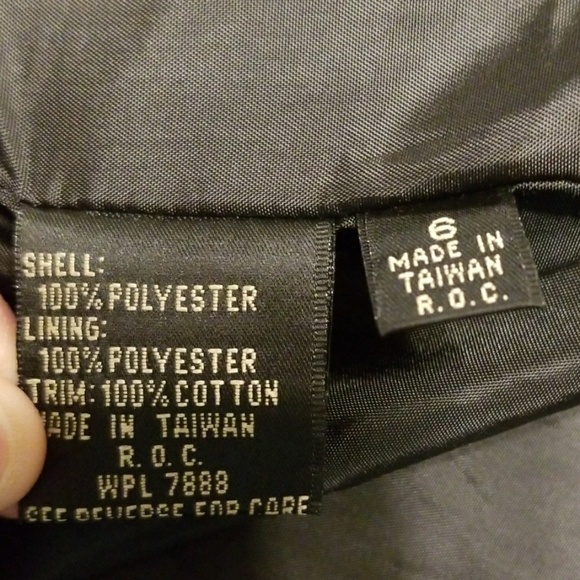 SHELL:
100% POLYESTER
LINING:
100% POLYESTER
TRIM: 100% COTTON
MADE IN TAIWAN
R.O.C.
WPL 7888
SEE REVERSE FOR CARE
6
MADE IN
TAIWAN
R.O.C.